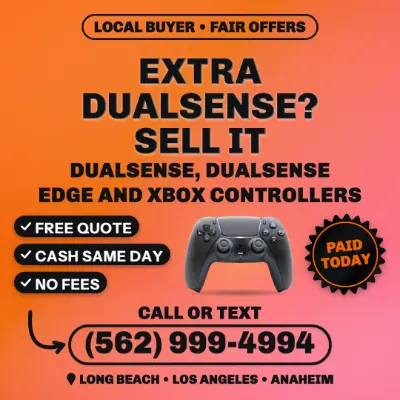 LOCAL BUYER • FAIR OFFERS
EXTRA
DUALSENSE?
SELL IT
DUALSENSE, DUALSENSE
EDGE AND XBOX CONTROLLERS
FREE QUOTE
CASH SAME DAY
NO FEES
PAID
TODAY
CALL OR TEXT
(562) 999-4994
LONG BEACH • LOS ANGELES • ANAHEIM